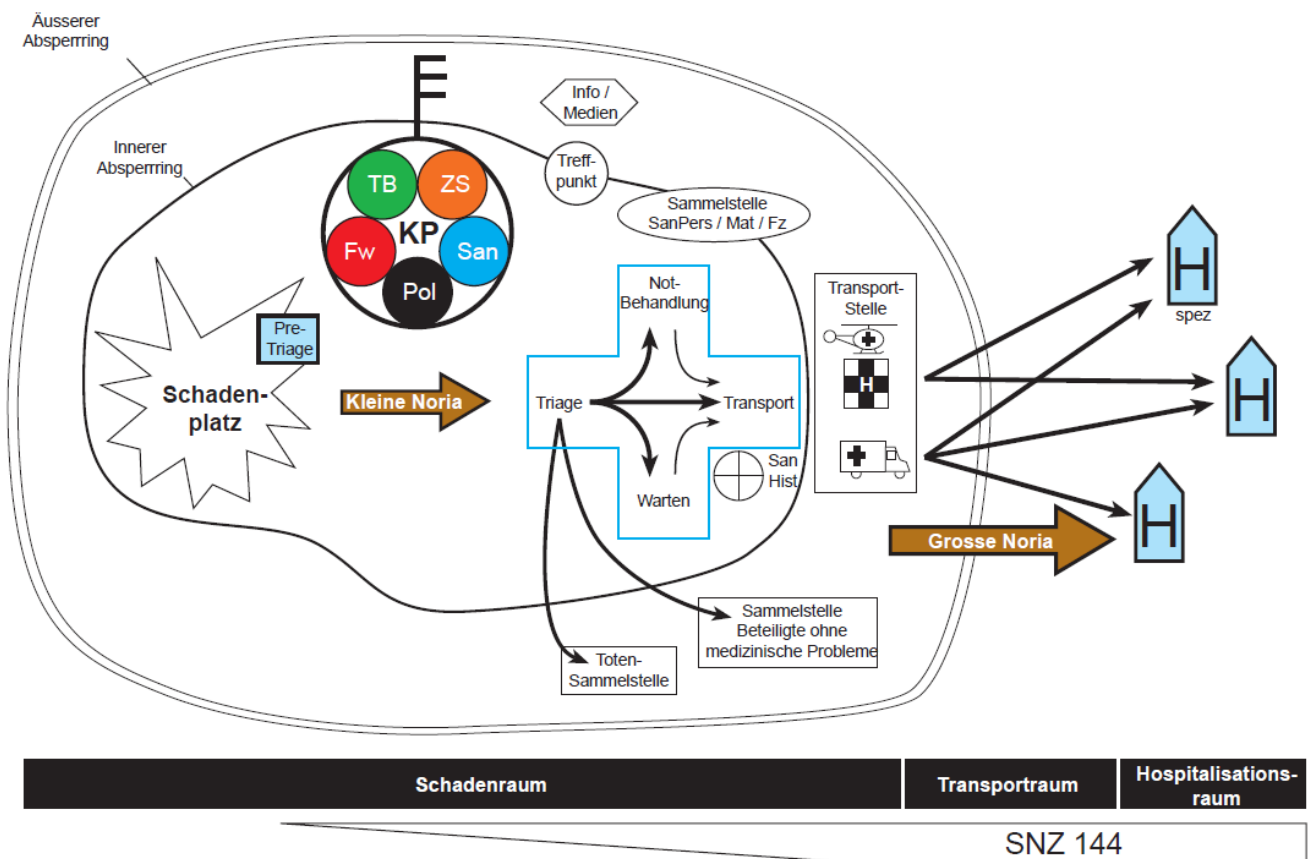 Äusserer
Absperrring
Innerer
Absperrring
Info /
Medien
Treff-
punkt
Sammelstelle
SanPers / Mat / Fz
TB
ZS
KP
Fw
San
Pol
Pre-
Triage
Schaden-
platz
Kleine Noria
Not-
Behandlung
Triage
Transport
Warten
San
Hist
Transport-
Stelle
H
H
spez
H
H
Grosse Noria
Sammelstelle
Beteiligte ohne
medizinische Probleme
Toten-
Sammelstelle
Schadenraum
Transportraum
Hospitalisations-
raum
SNZ 144